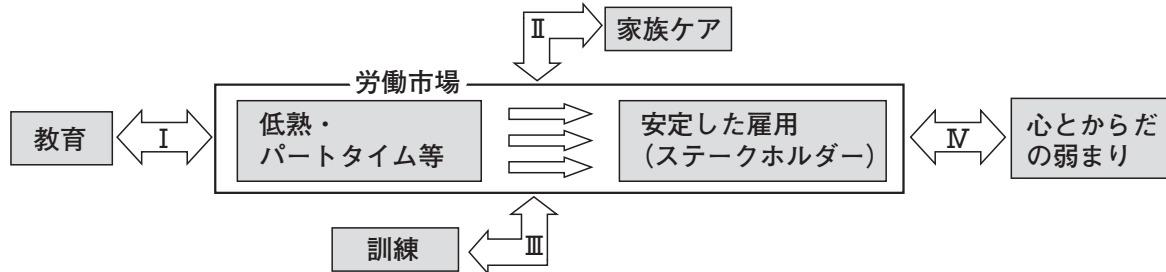 Ⅱ
家族ケア
労働市場
教育
Ⅰ
低熟・
パートタイム等
安定した雇用
（ステークホルダー）
Ⅳ
心とからだ
の弱まり
訓練
Ⅲ